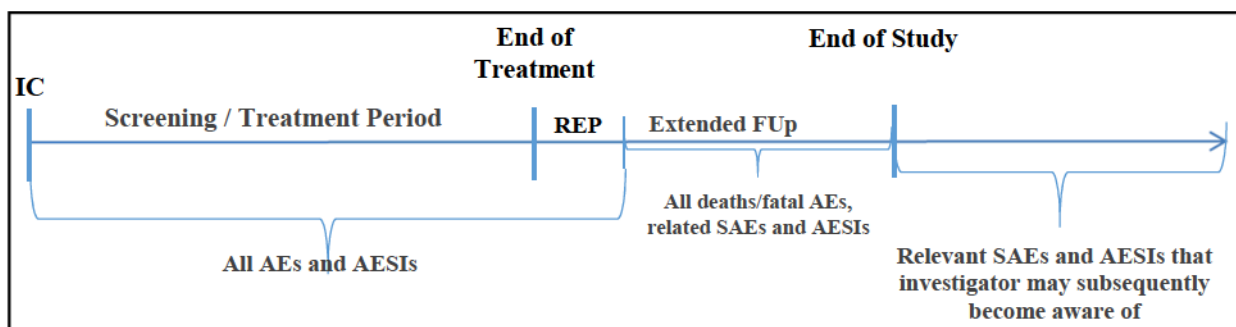 End of
Treatment
End of Study
IC
Screening / Treatment Period
REP
Extended FUp
All deaths/fatal AEs,
related SAEs and AESIs
All AEs and AESIs
Relevant SAEs and AESIs that
investigator may subsequently
become aware of